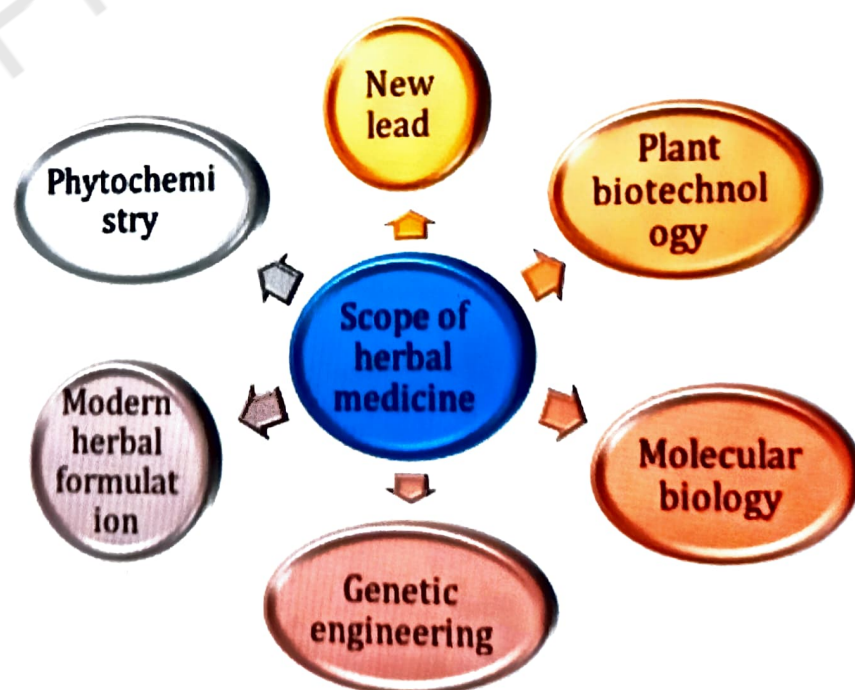 New
lead
Plant
biotechnol
ogy
Phytochemi
stry
Scope of
herbal
medicine
Modern
herbal
formulat
ion
Molecular
biology
Genetic
engineering